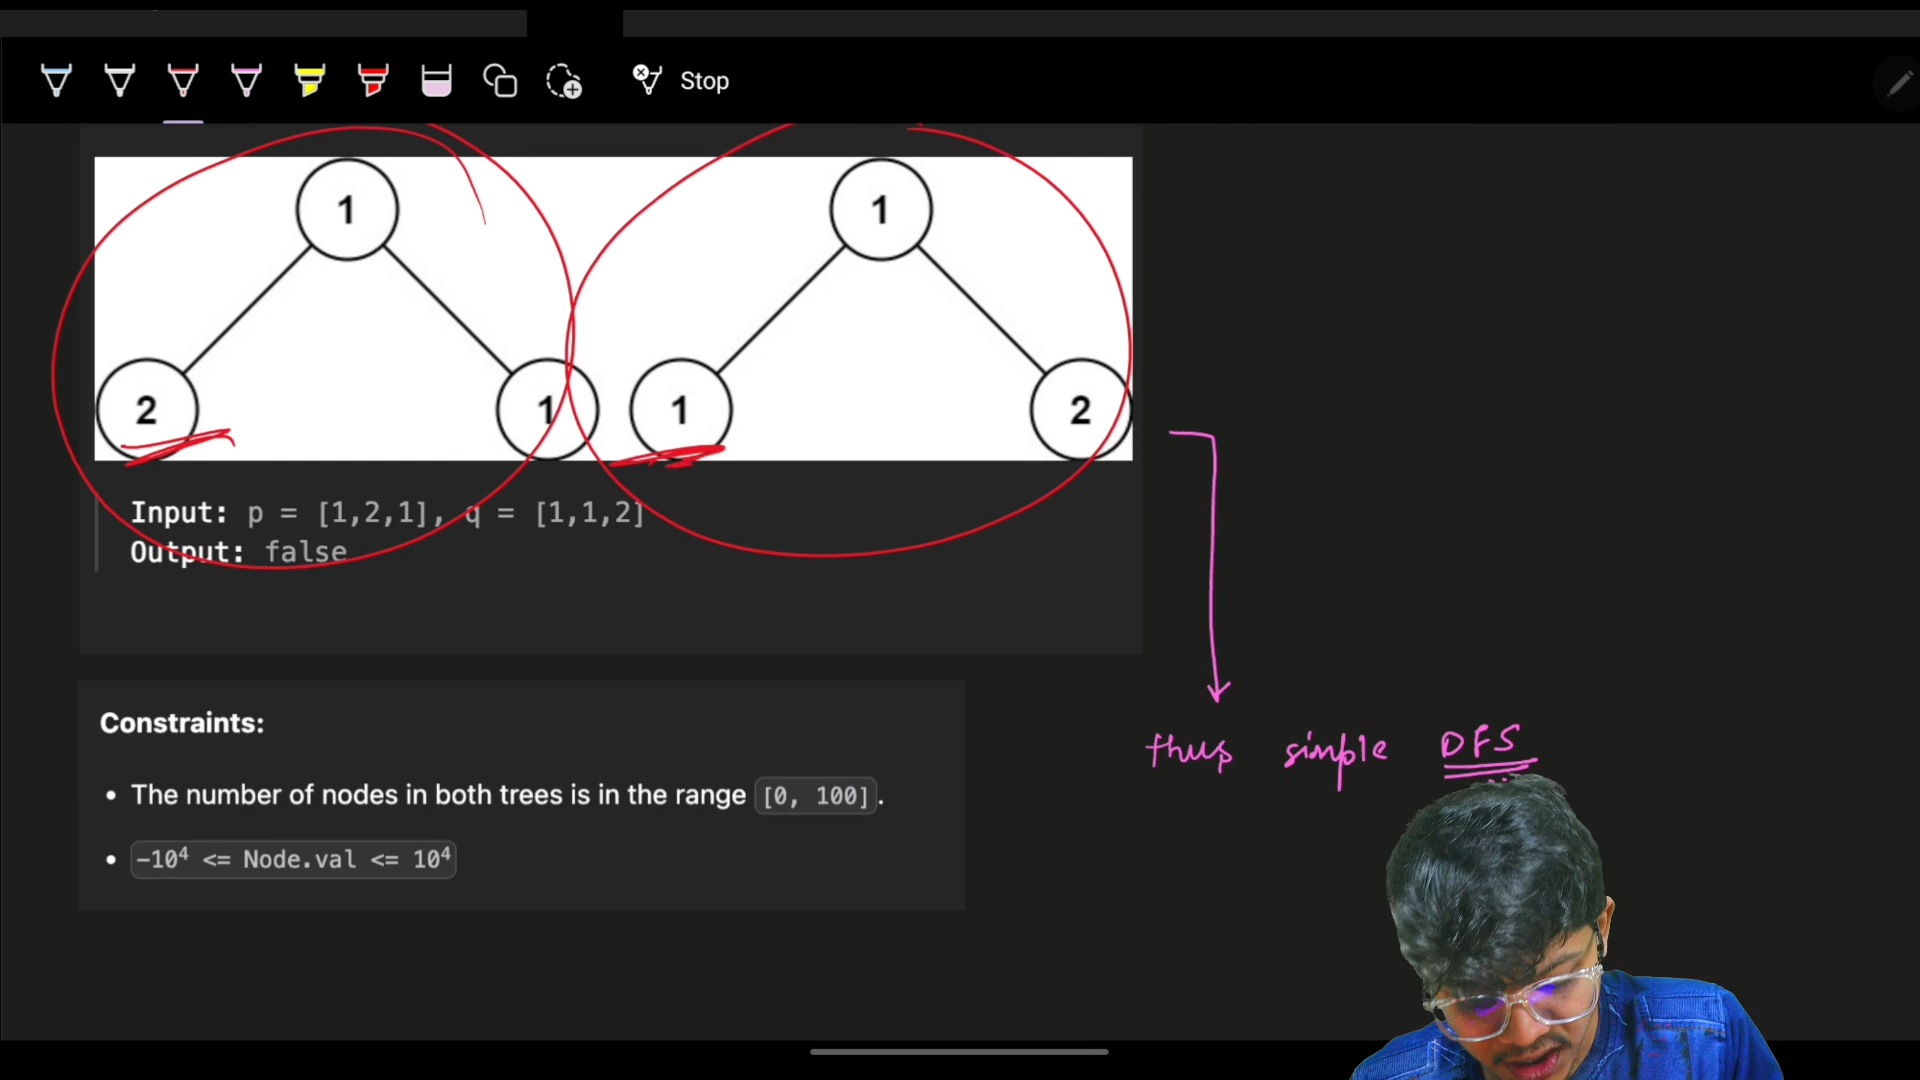 Stop
1
1
2
1
1
2
Input: p = [1,2,1], q = [1,1,2]
Output: false
Constraints:
• The number of nodes in both trees is in the range [0, 100].
• −10⁴ <= Node.val <= 10⁴
thus simple DFS